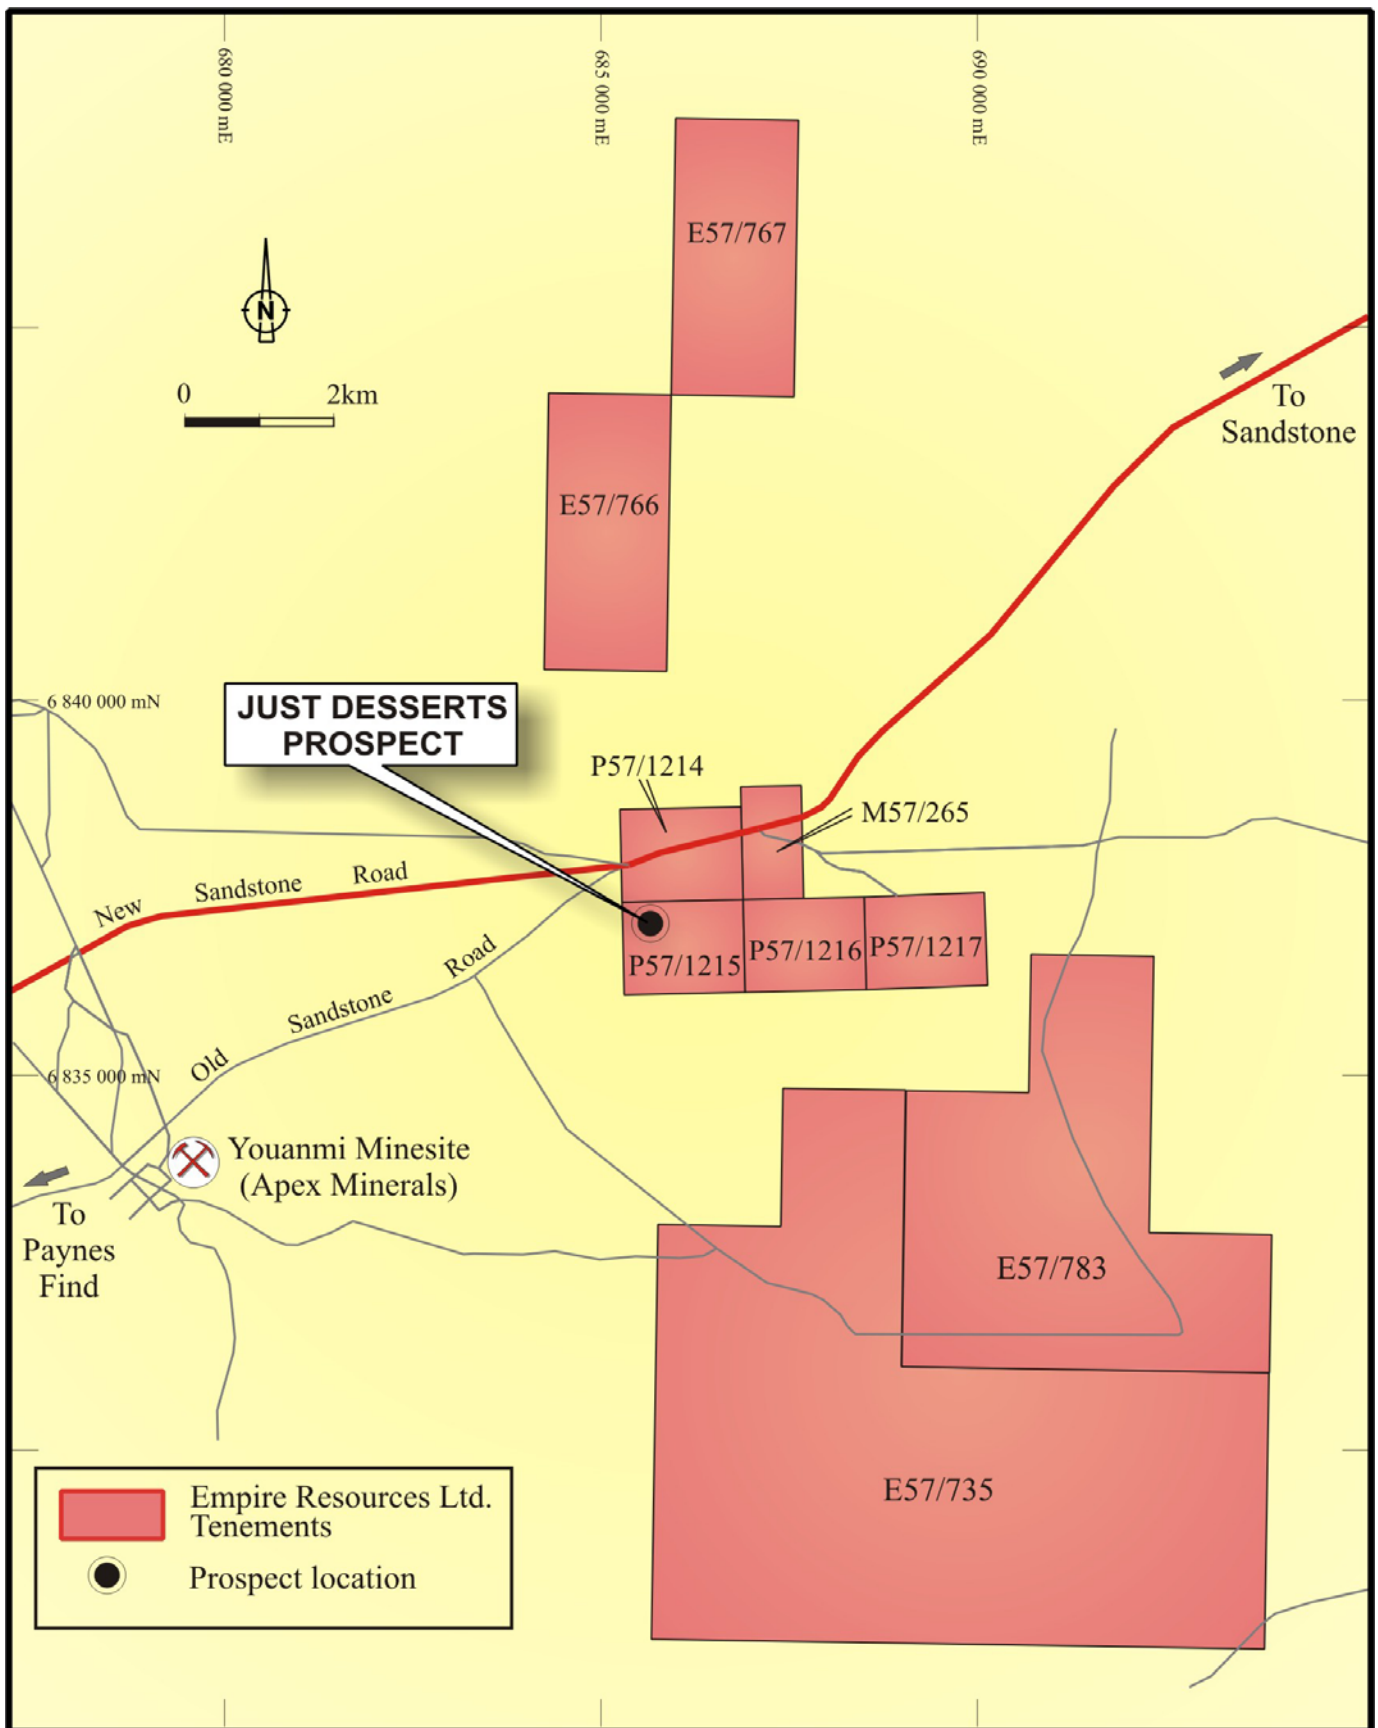 680 000 mE
685 000 mE
690 000 mE
E57/767
N
0 2km
To
Sandstone
E57/766
6 840 000 mN
JUST DESSERTS
PROSPECT
P57/1214
M57/265
New Sandstone Road
P57/1215
P57/1216
P57/1217
Old Sandstone Road
6 835 000 mN
Youanmi Minesite
(Apex Minerals)
To
Paynes
Find
E57/783
E57/735
Empire Resources Ltd.
Tenements
Prospect location